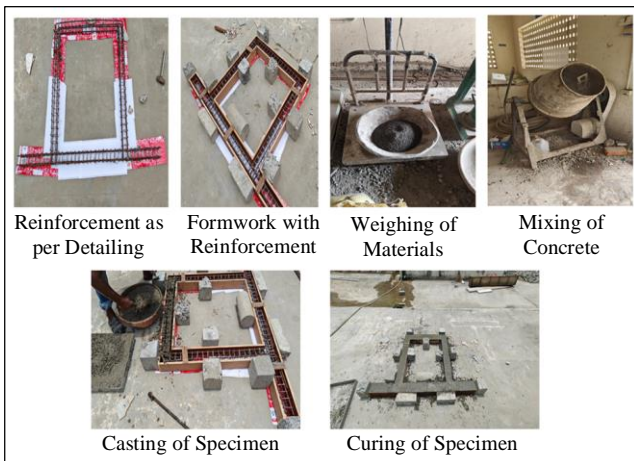 Reinforcement as
per Detailing
Formwork with
Reinforcement
Weighing of
Materials
Mixing of
Concrete
Casting of Specimen
Curing of Specimen